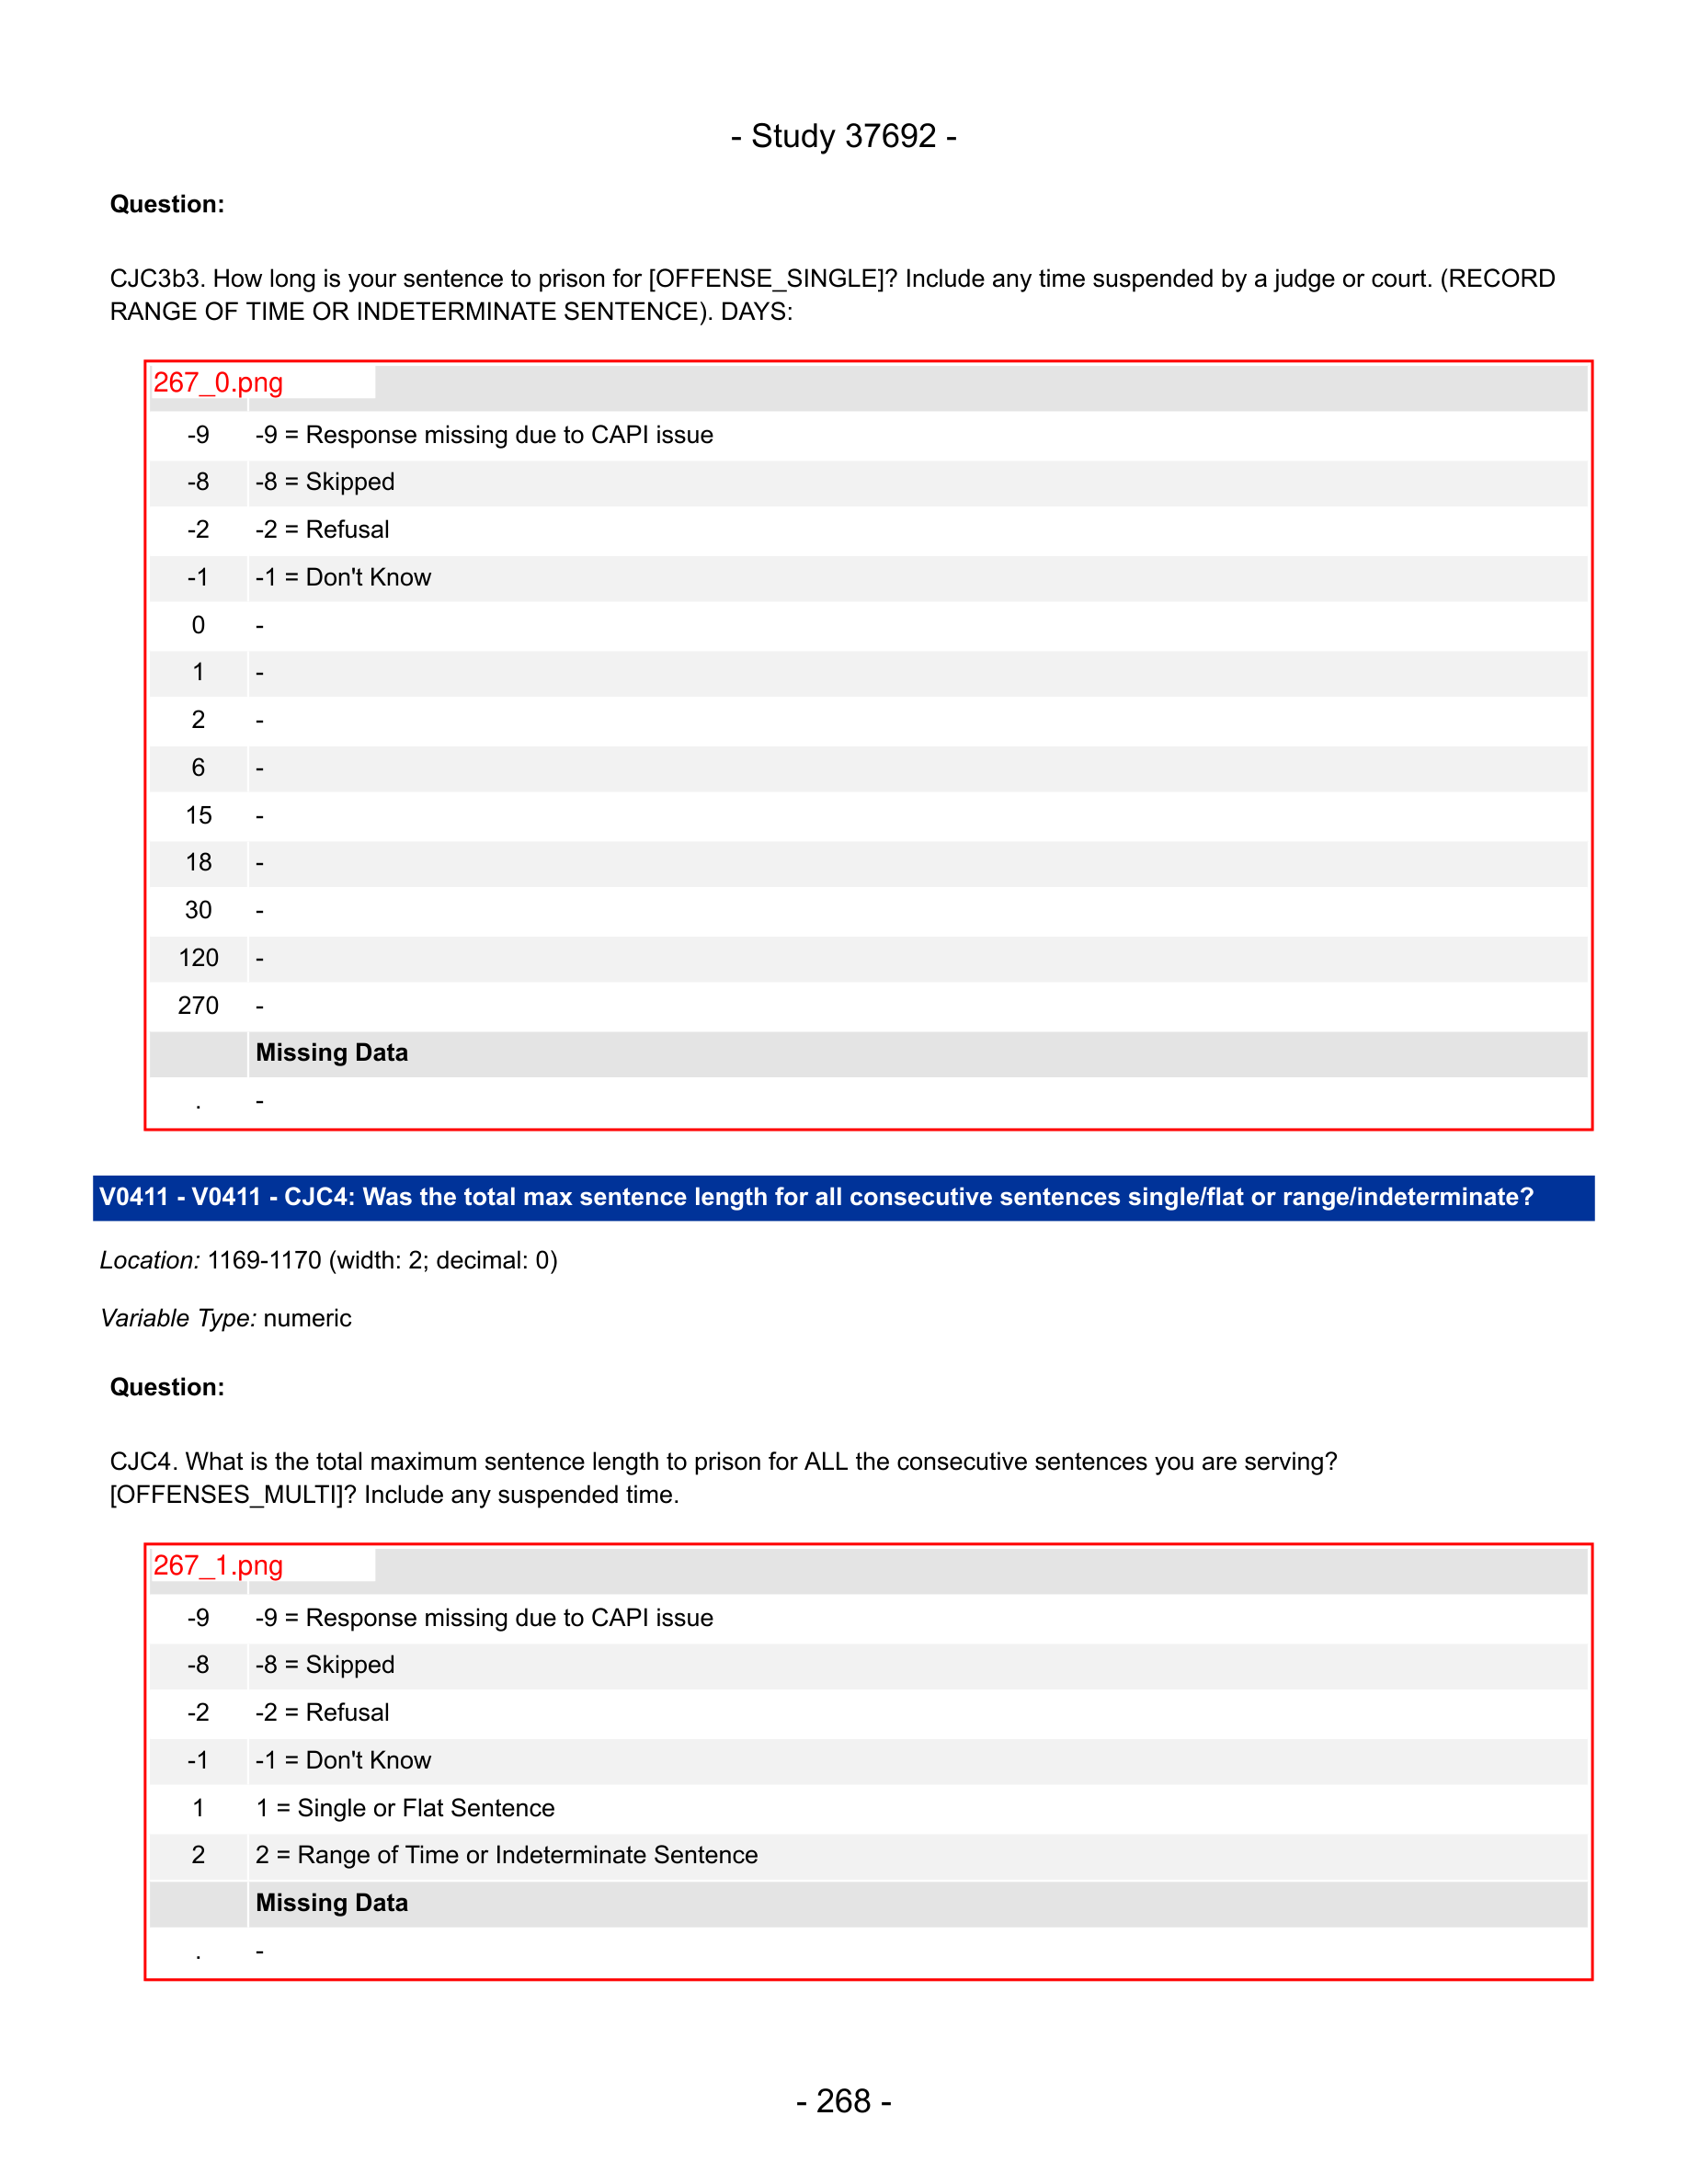 - Study 37692 -
Question:
CJC3b3. How long is your sentence to prison for [OFFENSE_SINGLE]? Include any time suspended by a judge or court. (RECORD
RANGE OF TIME OR INDETERMINATE SENTENCE). DAYS:
267_0.png
-9 -9 = Response missing due to CAPI issue
-8 -8 = Skipped
-2 -2 = Refusal
-1 -1 = Don't Know
0 -
1 -
2 -
6 -
15 -
18 -
30 -
120 -
270 -
Missing Data
. -
V0411 - V0411 - CJC4: Was the total max sentence length for all consecutive sentences single/flat or range/indeterminate?
Location: 1169-1170 (width: 2; decimal: 0)
Variable Type: numeric
Question:
CJC4. What is the total maximum sentence length to prison for ALL the consecutive sentences you are serving?
[OFFENSES_MULTI]? Include any suspended time.
267_1.png
-9 -9 = Response missing due to CAPI issue
-8 -8 = Skipped
-2 -2 = Refusal
-1 -1 = Don't Know
1 1 = Single or Flat Sentence
2 2 = Range of Time or Indeterminate Sentence
Missing Data
. -
- 268 -